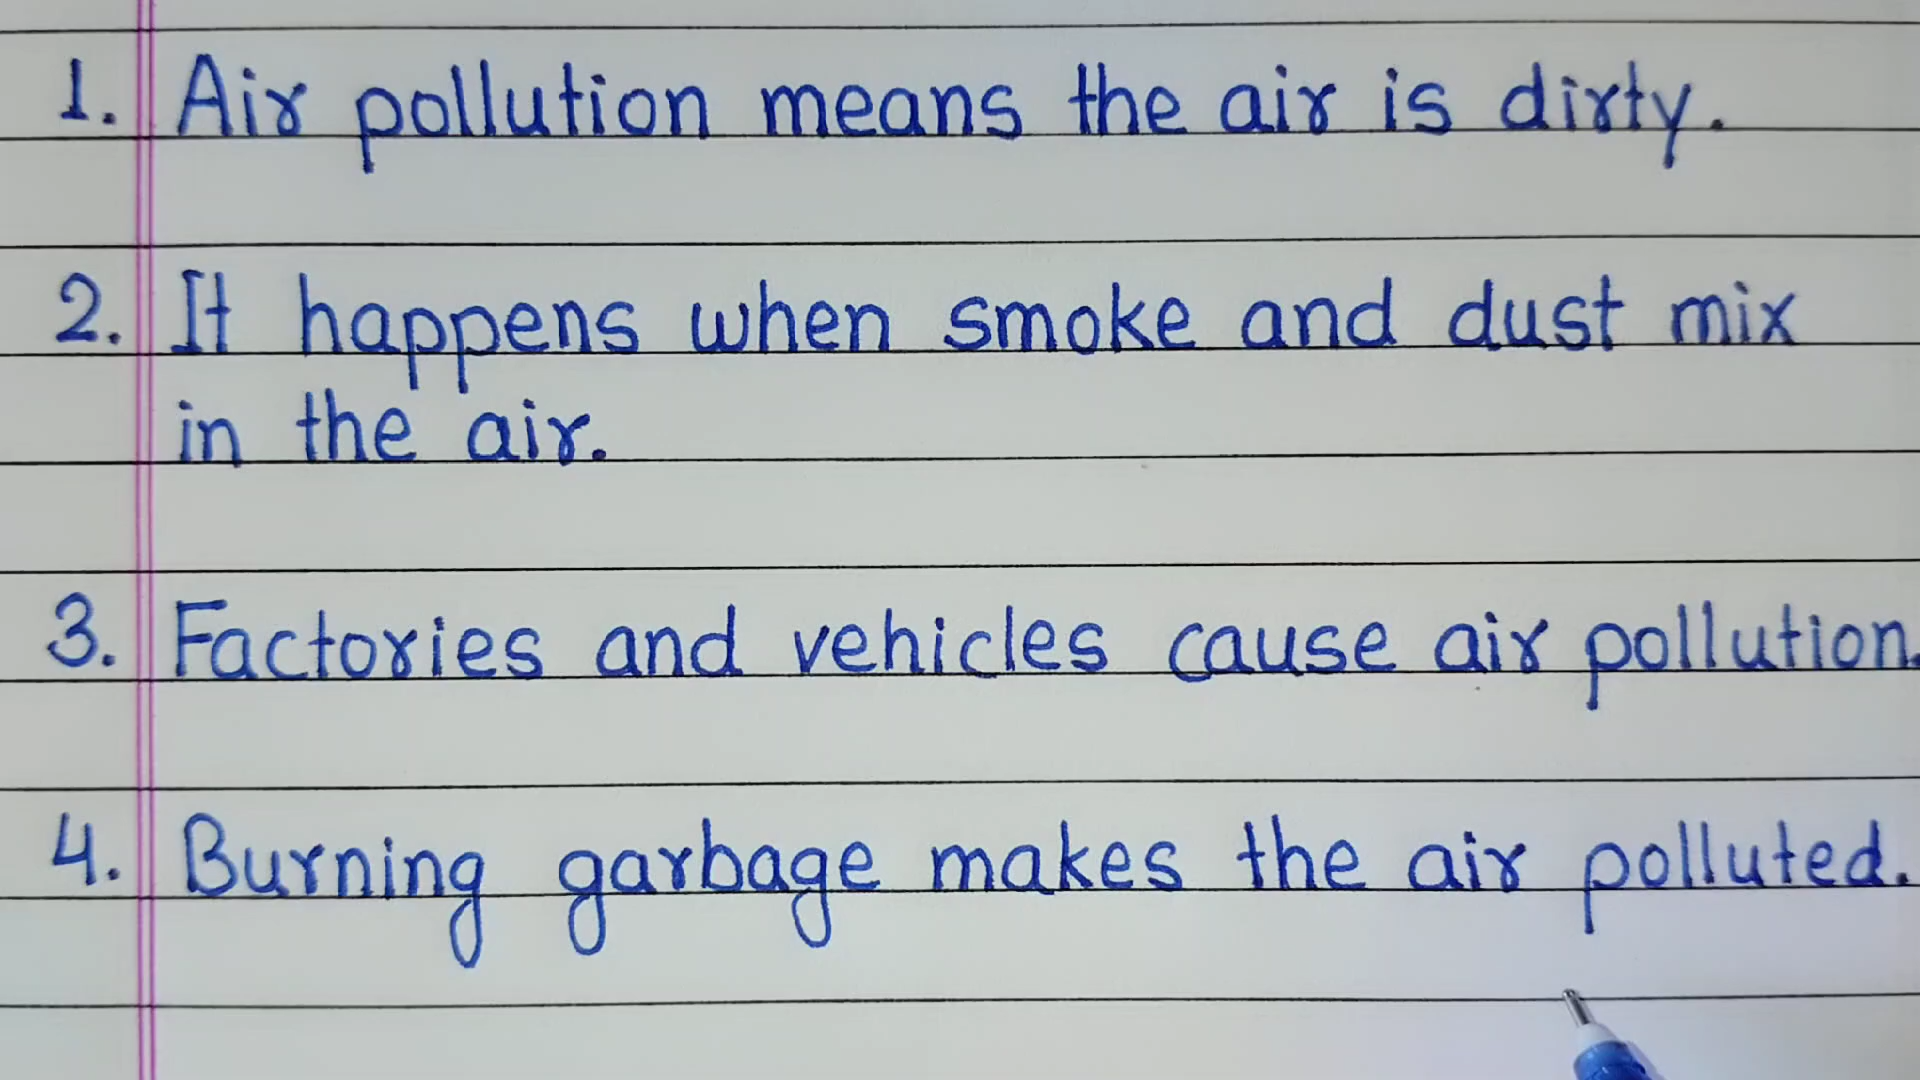 1. Air pollution means the air is dirty.
2. It happens when smoke and dust mix
in the air.
3. Factories and vehicles cause air pollution.
4. Burning garbage makes the air polluted.